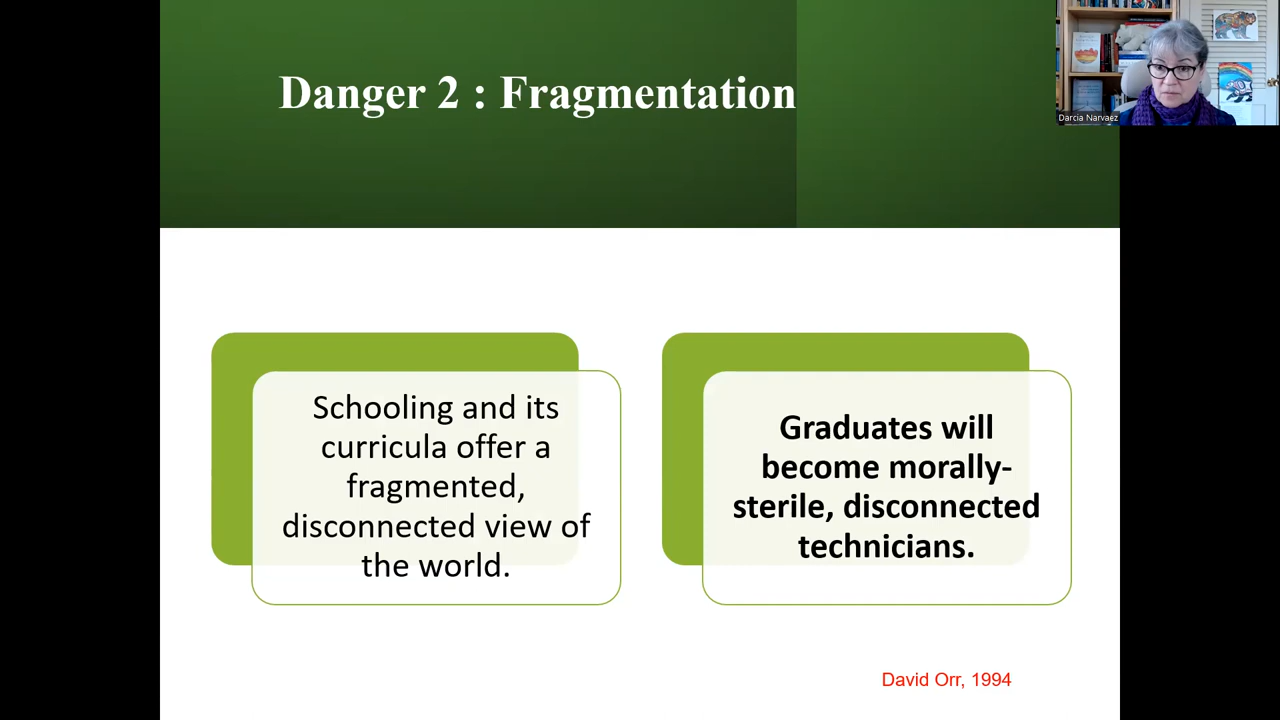 Danger 2 : Fragmentation
Darcia Narvaez
Schooling and its
curricula offer a
fragmented,
disconnected view of
the world.
Graduates will
become morally-
sterile, disconnected
technicians.
David Orr, 1994